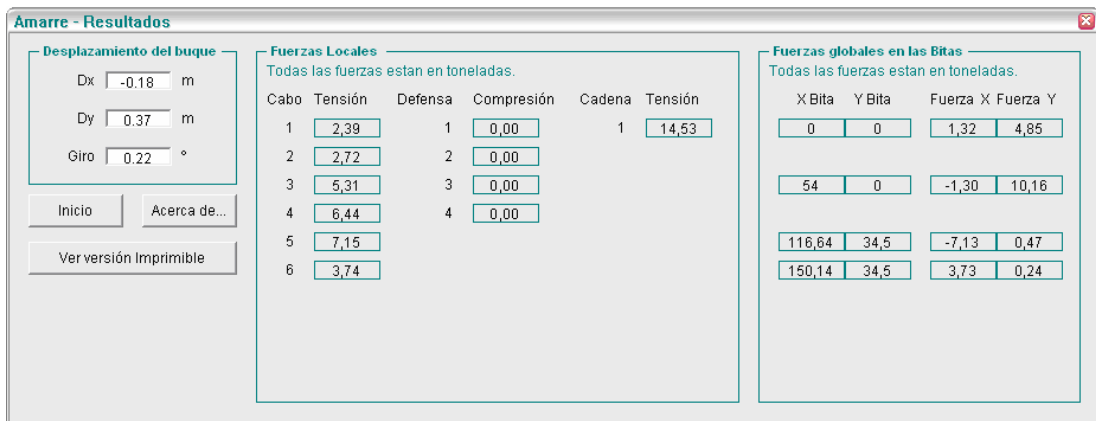 Amarre - Resultados
Desplazamiento del buque
Dx -0.18 m
Dy 0.37 m
Giro 0.22 °
Inicio Acerca de...
Ver versión Imprimible
Fuerzas Locales
Todas las fuerzas estan en toneladas.
Cabo Tensión Defensa Compresión Cadena Tensión
1 2,39 1 0,00 1 14,53
2 2,72 2 0,00
3 5,31 3 0,00
4 6,44 4 0,00
5 7,15
6 3,74
Fuerzas globales en las Bitas
Todas las fuerzas estan en toneladas.
X Bita Y Bita Fuerza X Fuerza Y
0 0 1,32 4,85
54 0 -1,30 10,16
116,64 34,5 -7,13 0,47
150,14 34,5 3,73 0,24